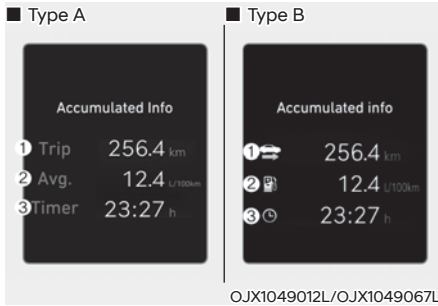 ■ Type A
■ Type B
Accumulated Info
① Trip 256.4 km
② Avg. 12.4 L/100km
③ Timer 23:27 h
Accumulated info
① 256.4 km
② 12.4 L/100km
③ 23:27 h
OJX1049012L/OJX1049067L